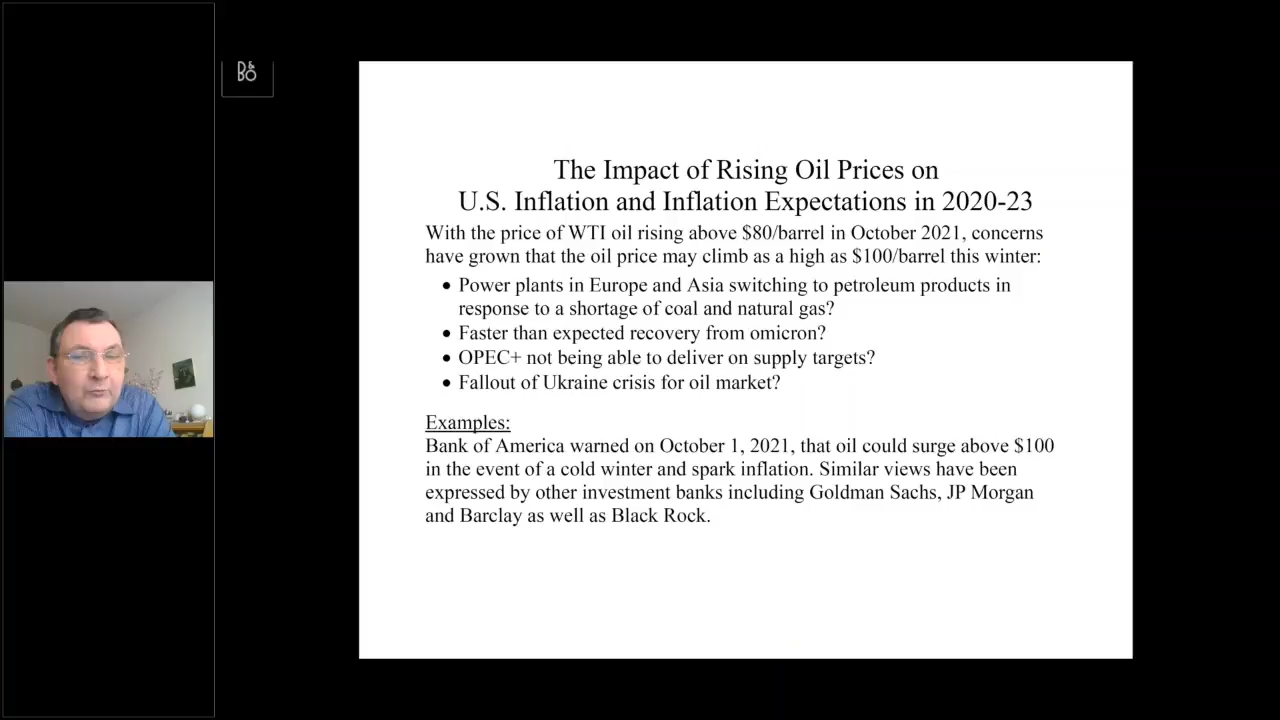 D&
BO
The Impact of Rising Oil Prices on
U.S. Inflation and Inflation Expectations in 2020-23
With the price of WTI oil rising above $80/barrel in October 2021, concerns
have grown that the oil price may climb as a high as $100/barrel this winter:
• Power plants in Europe and Asia switching to petroleum products in
response to a shortage of coal and natural gas?
• Faster than expected recovery from omicron?
• OPEC+ not being able to deliver on supply targets?
• Fallout of Ukraine crisis for oil market?
Examples:
Bank of America warned on October 1, 2021, that oil could surge above $100
in the event of a cold winter and spark inflation. Similar views have been
expressed by other investment banks including Goldman Sachs, JP Morgan
and Barclay as well as Black Rock.